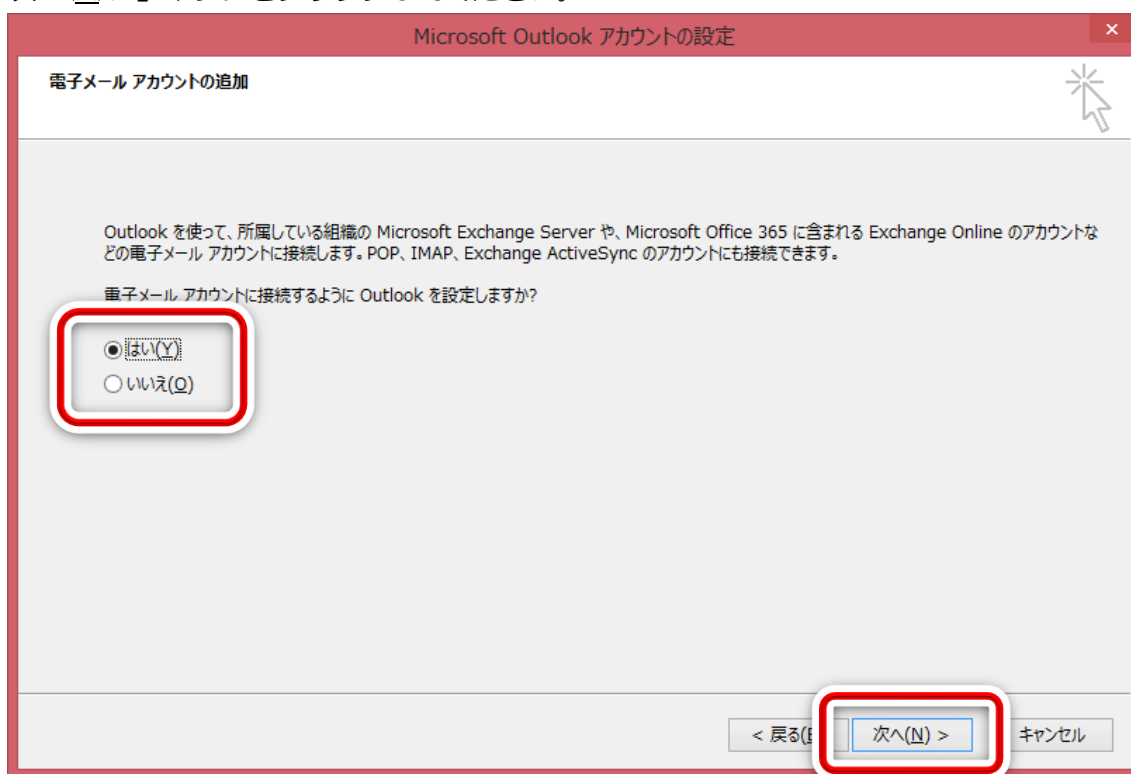 Microsoft Outlook アカウントの設定
電子メール アカウントの追加
Outlook を使って、所属している組織の Microsoft Exchange Server や、Microsoft Office 365 に含まれる Exchange Online のアカウントな
どの電子メール アカウントに接続します。POP、IMAP、Exchange ActiveSync のアカウントにも接続できます。
電子メール アカウントに接続するように Outlook を設定しますか?
はい(Y)
いいえ(O)
< 戻る( 次へ(N) > キャンセル